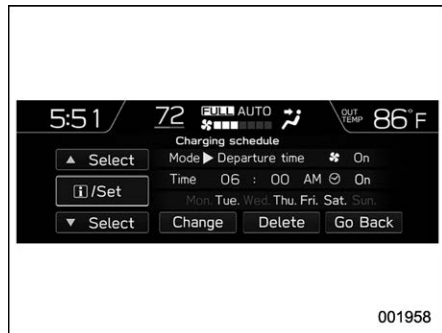 5:51 72 FULL AUTO OUT TEMP 86°F
Charging schedule
▲ Select Mode ▶ Departure time On
i/Set Time 06 : 00 AM On
Mon. Tue. Wed. Thu. Fri. Sat. Sun.
▼ Select Change Delete Go Back
001958